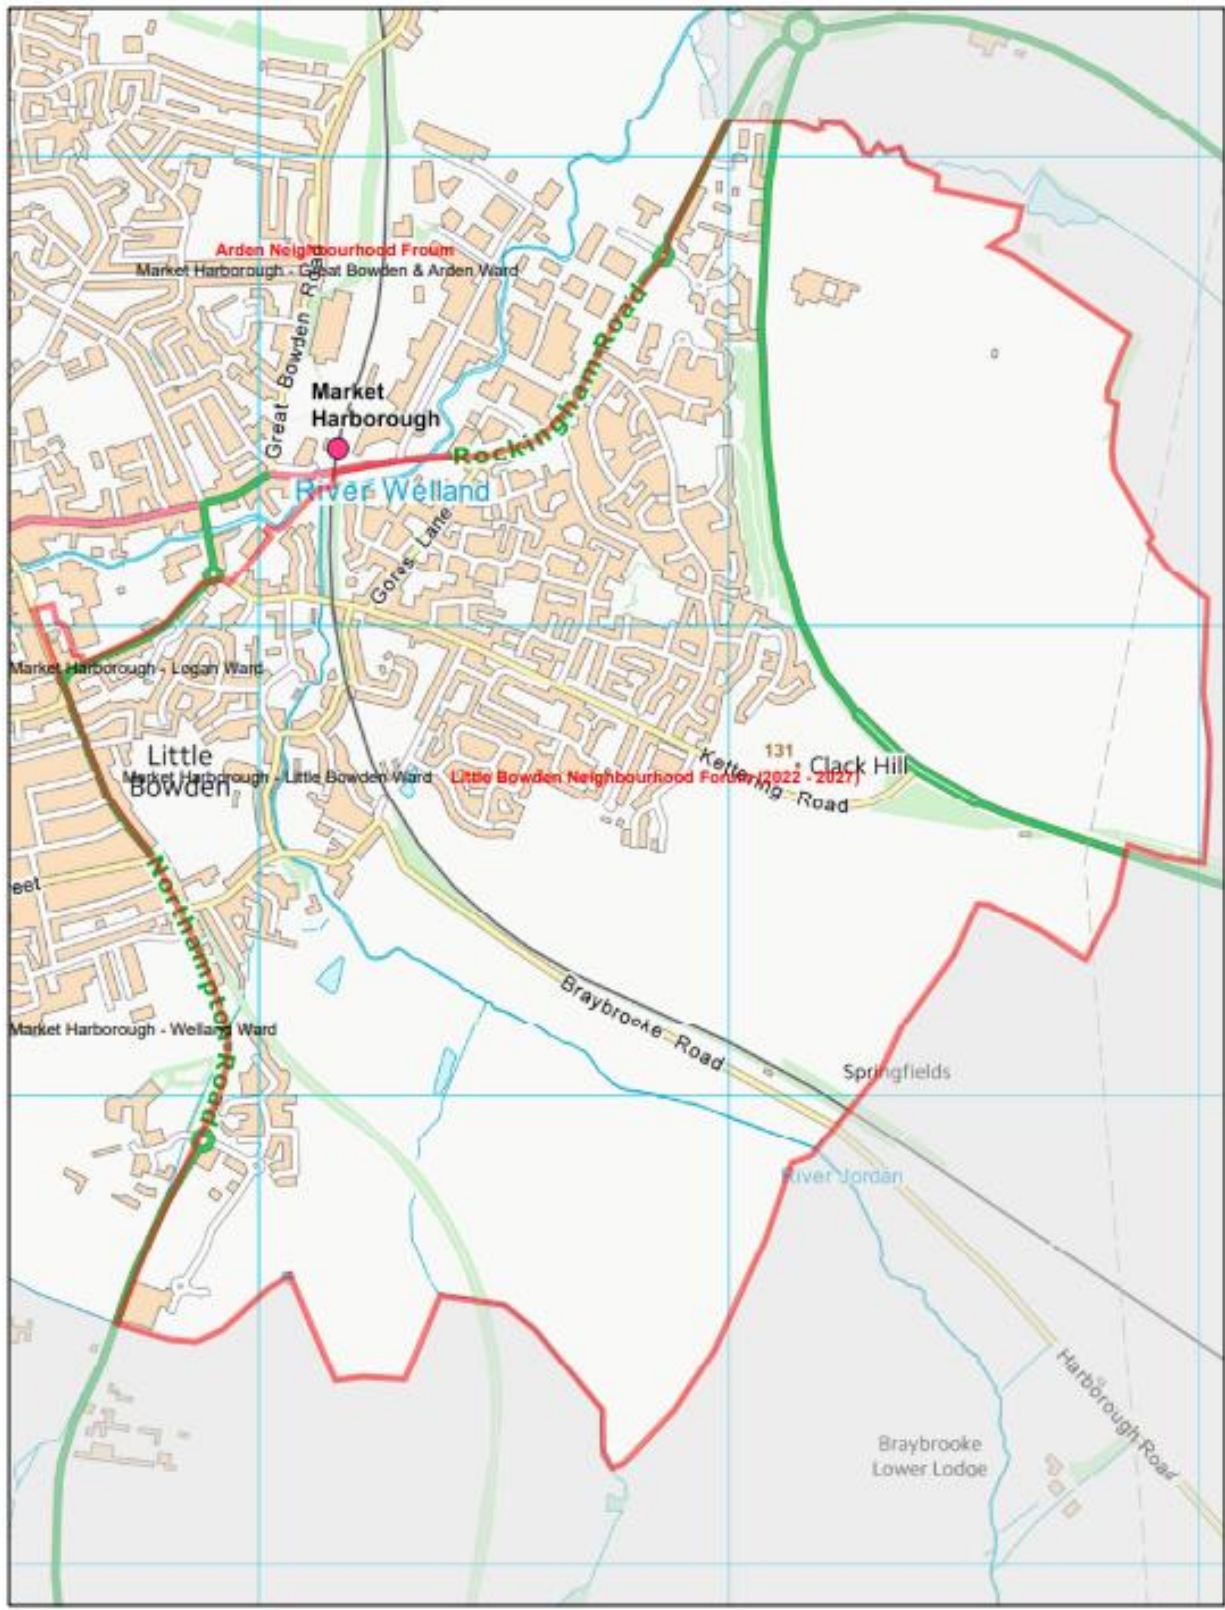 Arden Neighbourhood Froum
Market Harborough - Great Bowden & Arden Ward
Great Bowden Road
Market
Harborough
Rockingham Road
River Welland
Gores Lane
Market Harborough - Logan Ward
Little
Bowden
Market Harborough - Little Bowden Ward
Little Bowden Neighbourhood Forum (2022 - 2027)
131
Clack Hill
Kettering Road
eet
Northampton Road
Braybrooke Road
Market Harborough - Welland Ward
Springfields
River Jordan
Harborough Road
Braybrooke
Lower Lodge